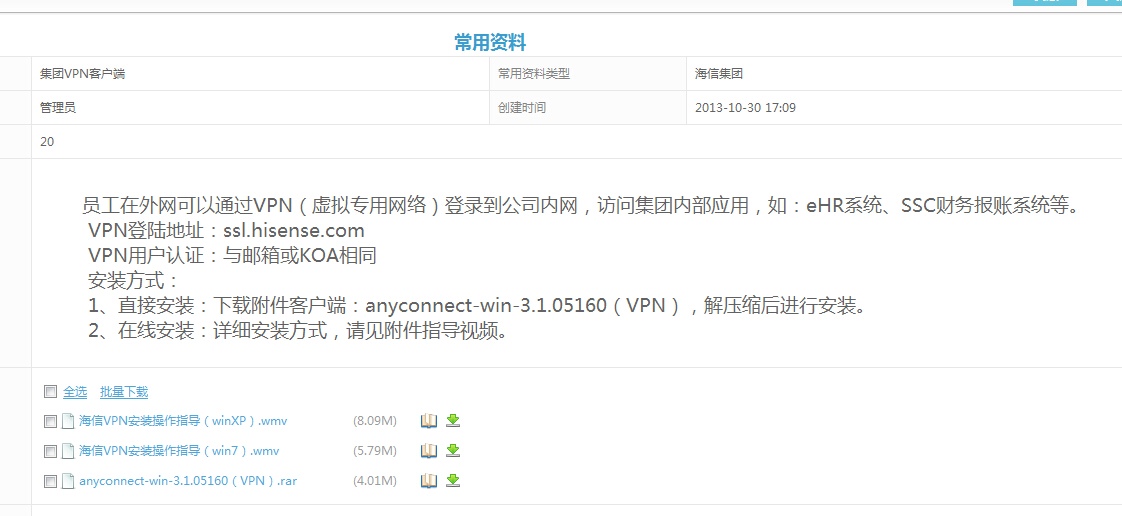 常用资料
集团VPN客户端 常用资料类型 海信集团
管理员 创建时间 2013-10-30 17:09
20
员工在外网可以通过VPN（虚拟专用网络）登录到公司内网，访问集团内部应用，如：eHR系统、SSC财务报账系统等。
VPN登陆地址：ssl.hisense.com
VPN用户认证：与邮箱或KOA相同
安装方式：
1、直接安装：下载附件客户端：anyconnect-win-3.1.05160（VPN），解压缩后进行安装。
2、在线安装：详细安装方式，请见附件指导视频。
全选 批量下载
海信VPN安装操作指导（winXP）.wmv (8.09M)
海信VPN安装操作指导（win7）.wmv (5.79M)
anyconnect-win-3.1.05160（VPN）.rar (4.01M)